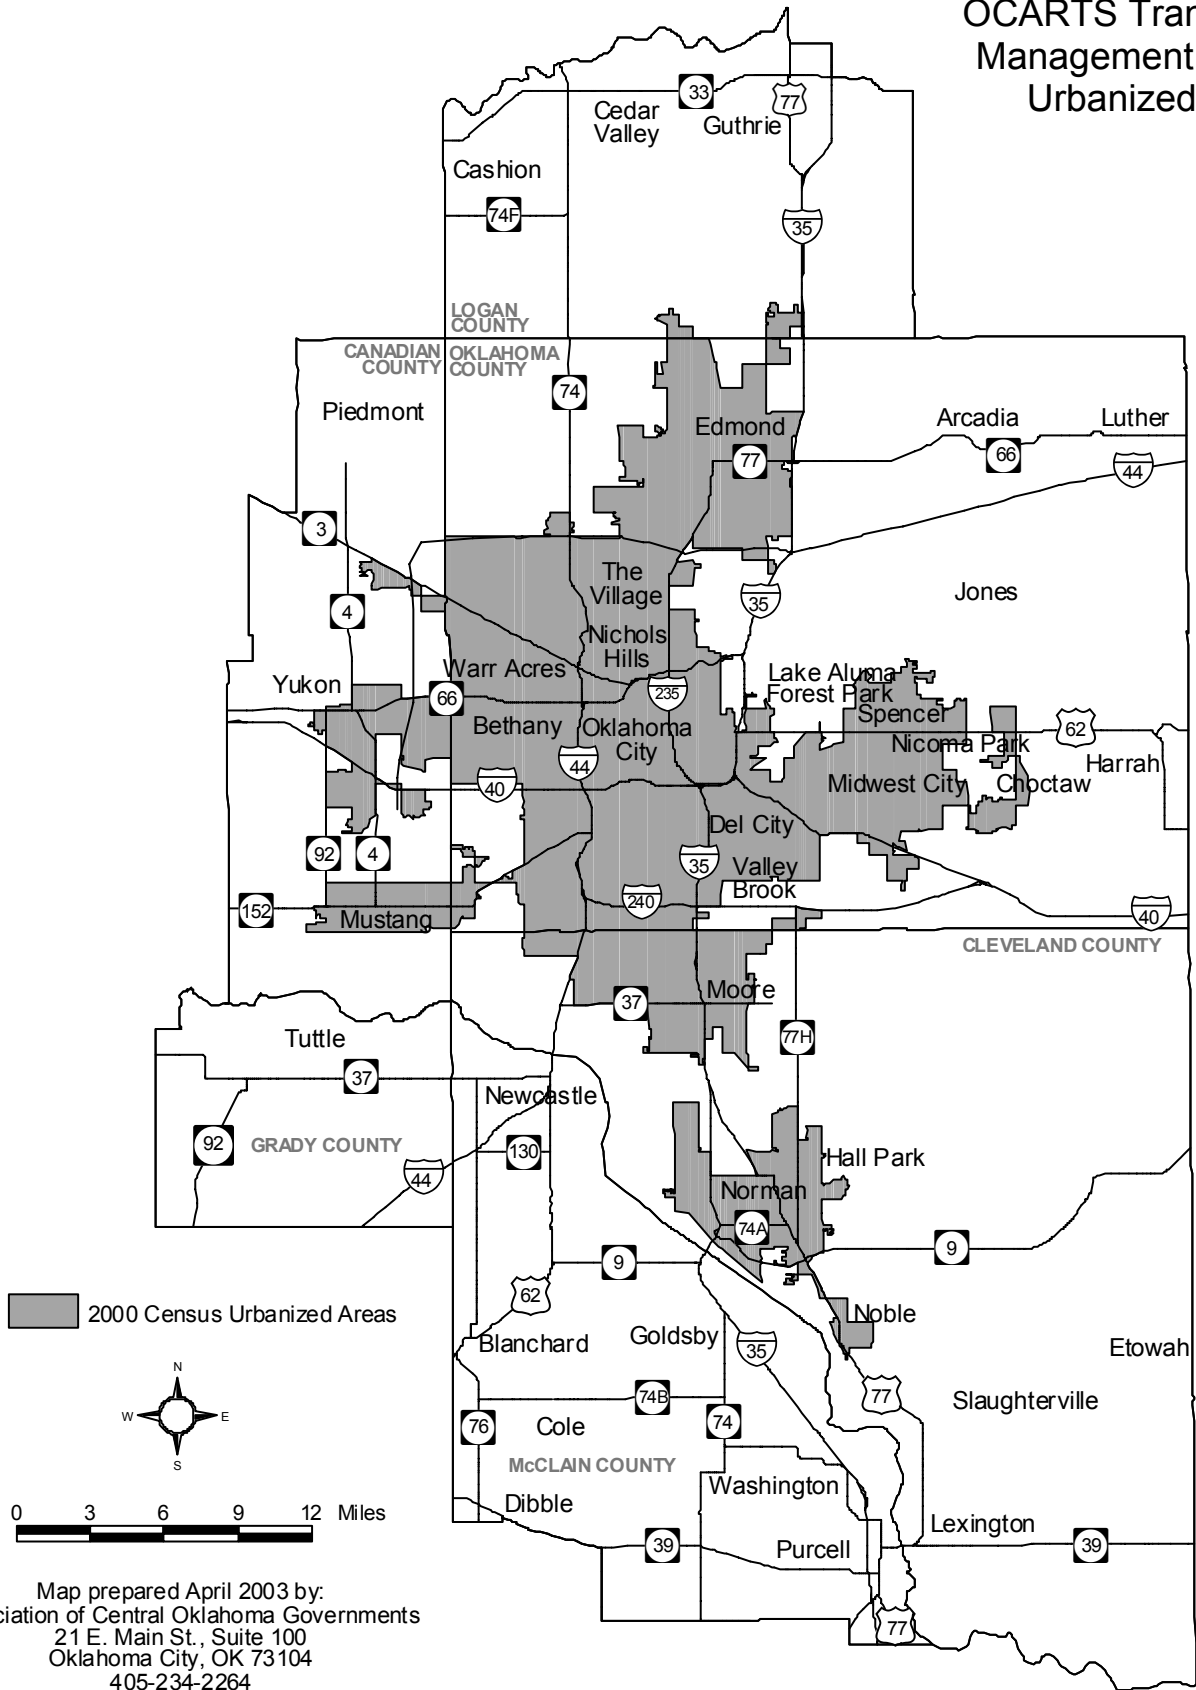 OCARTS Tran
Management
Urbanized
33
77
Cedar
Valley
Guthrie
Cashion
74F
35
LOGAN
COUNTY
CANADIAN
COUNTY
OKLAHOMA
COUNTY
74
Piedmont
Edmond
Arcadia
Luther
77
66
44
3
The
Village
Jones
4
35
Nichols
Hills
Warr Acres
Lake Aluma
Forest Park
Yukon
66
235
Spencer
Bethany
Oklahoma
City
62
Nicoma Park
Harrah
44
40
Midwest City
Choctaw
Del City
92
4
35
Valley
Brook
240
152
Mustang
40
CLEVELAND COUNTY
37
Moore
Tuttle
77H
37
Newcastle
92
GRADY COUNTY
130
Hall Park
44
Norman
74A
9
9
62
2000 Census Urbanized Areas
Noble
Blanchard
Goldsby
35
Etowah
N
W
E
S
74B
77
Slaughterville
76
Cole
74
McCLAIN COUNTY
Washington
Dibble
0 3 6 9 12 Miles
Lexington
39
Purcell
39
77
Map prepared April 2003 by:
ciation of Central Oklahoma Governments
21 E. Main St., Suite 100
Oklahoma City, OK 73104
405-234-2264